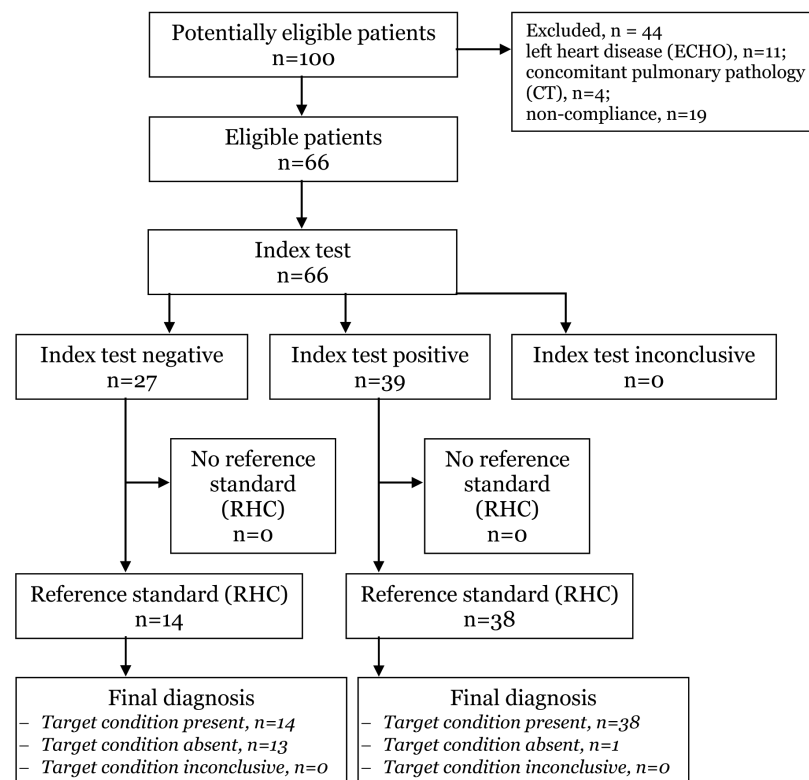 Potentially eligible patients
n=100
Excluded, n = 44
left heart disease (ECHO), n=11;
concomitant pulmonary pathology
(CT), n=4;
non-compliance, n=19
Eligible patients
n=66
Index test
n=66
Index test negative
n=27
Index test positive
n=39
Index test inconclusive
n=0
No reference
standard
(RHC)
n=0
No reference
standard
(RHC)
n=0
Reference standard (RHC)
n=14
Reference standard (RHC)
n=38
Final diagnosis
– Target condition present, n=14
– Target condition absent, n=13
– Target condition inconclusive, n=0
Final diagnosis
– Target condition present, n=38
– Target condition absent, n=1
– Target condition inconclusive, n=0